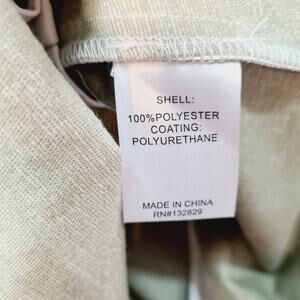 SHELL:
100%POLYESTER
COATING:
POLYURETHANE
MADE IN CHINA
RN#132829